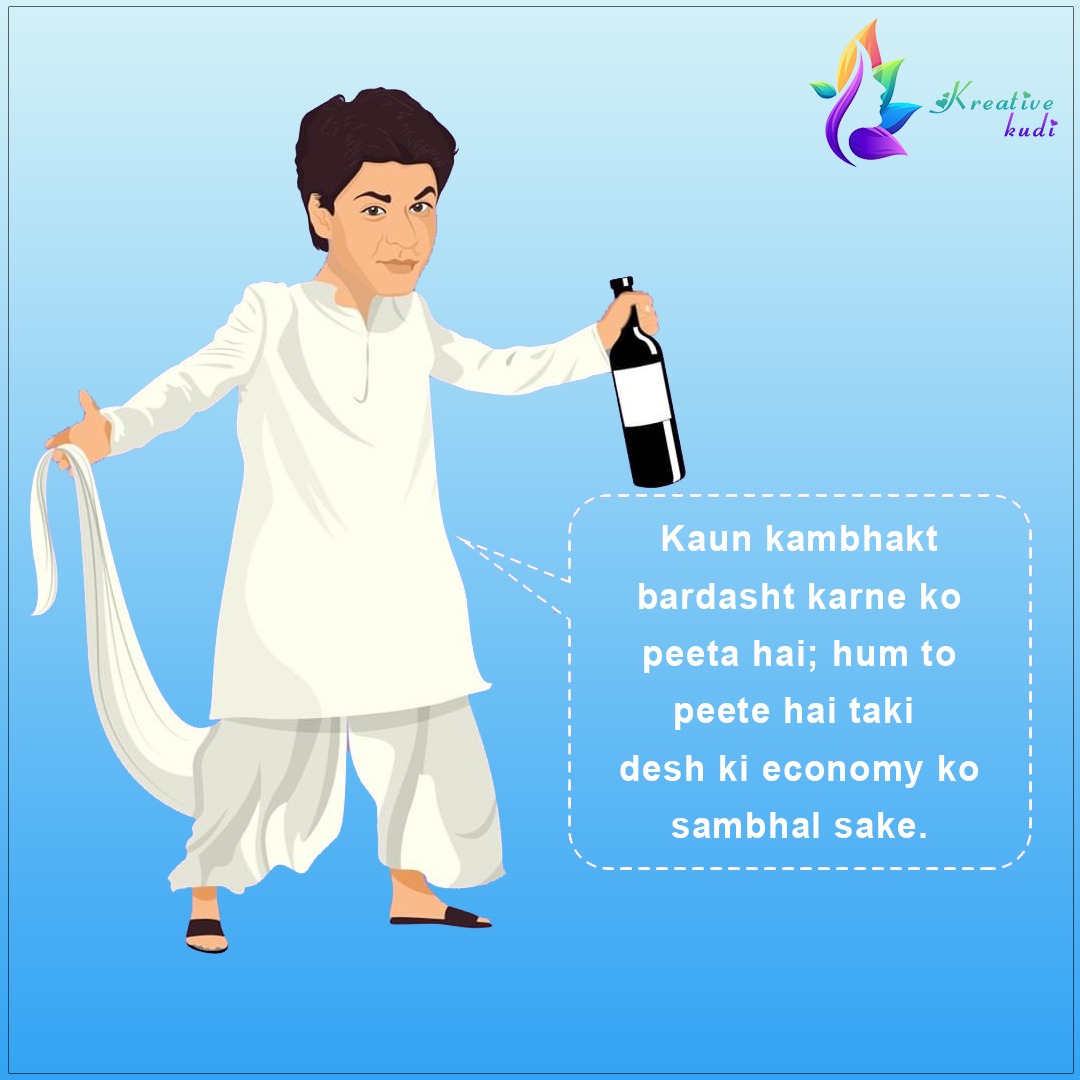 Kreative
kudi
Kaun kambhakt
bardasht karne ko
peeta hai; hum to
peete hai taki
desh ki economy ko
sambhal sake.